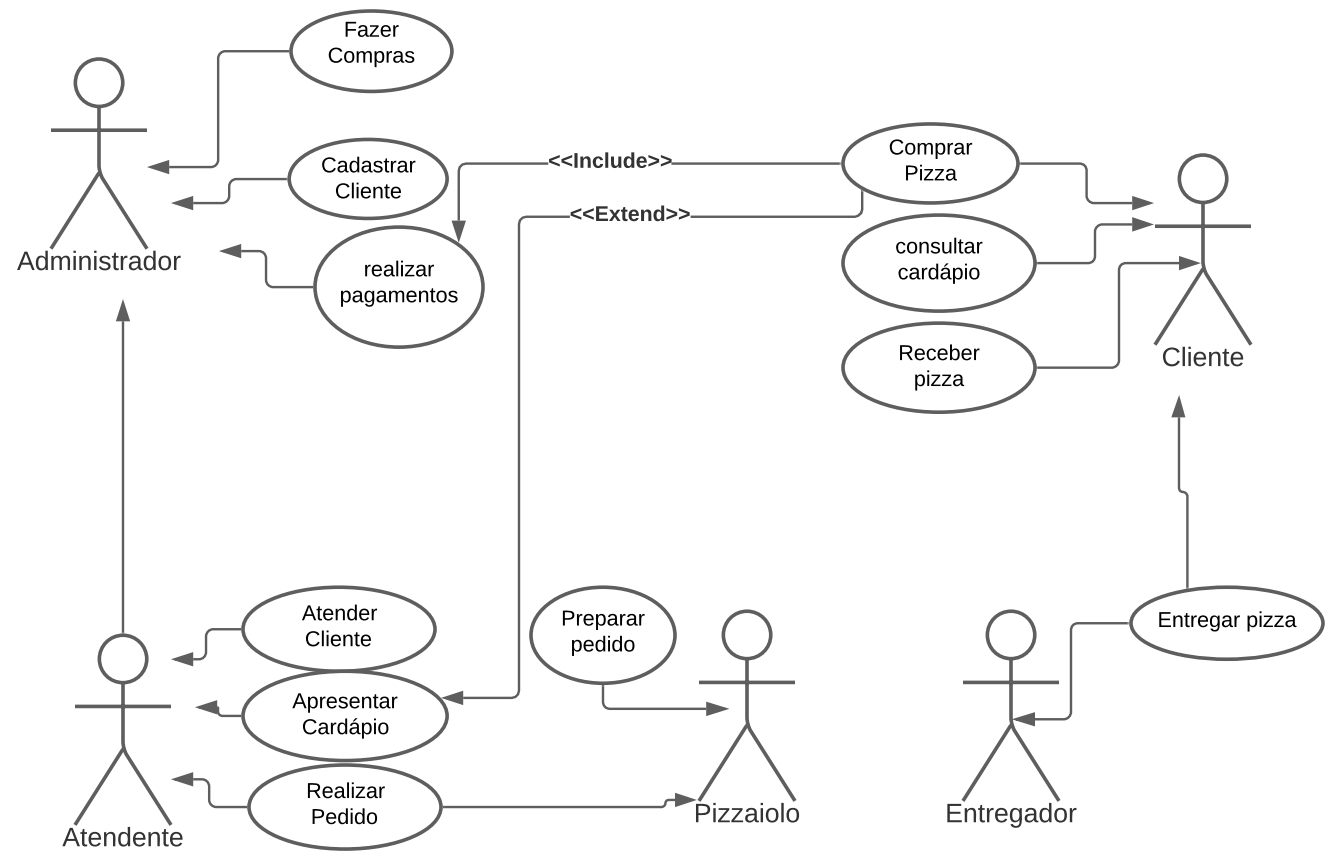 Fazer
Compras
Cadastrar
Cliente
realizar
pagamentos
Administrador
<<Include>>
<<Extend>>
Comprar
Pizza
consultar
cardápio
Receber
pizza
Cliente
Atender
Cliente
Apresentar
Cardápio
Realizar
Pedido
Atendente
Preparar
pedido
Pizzaiolo
Entregar pizza
Entregador